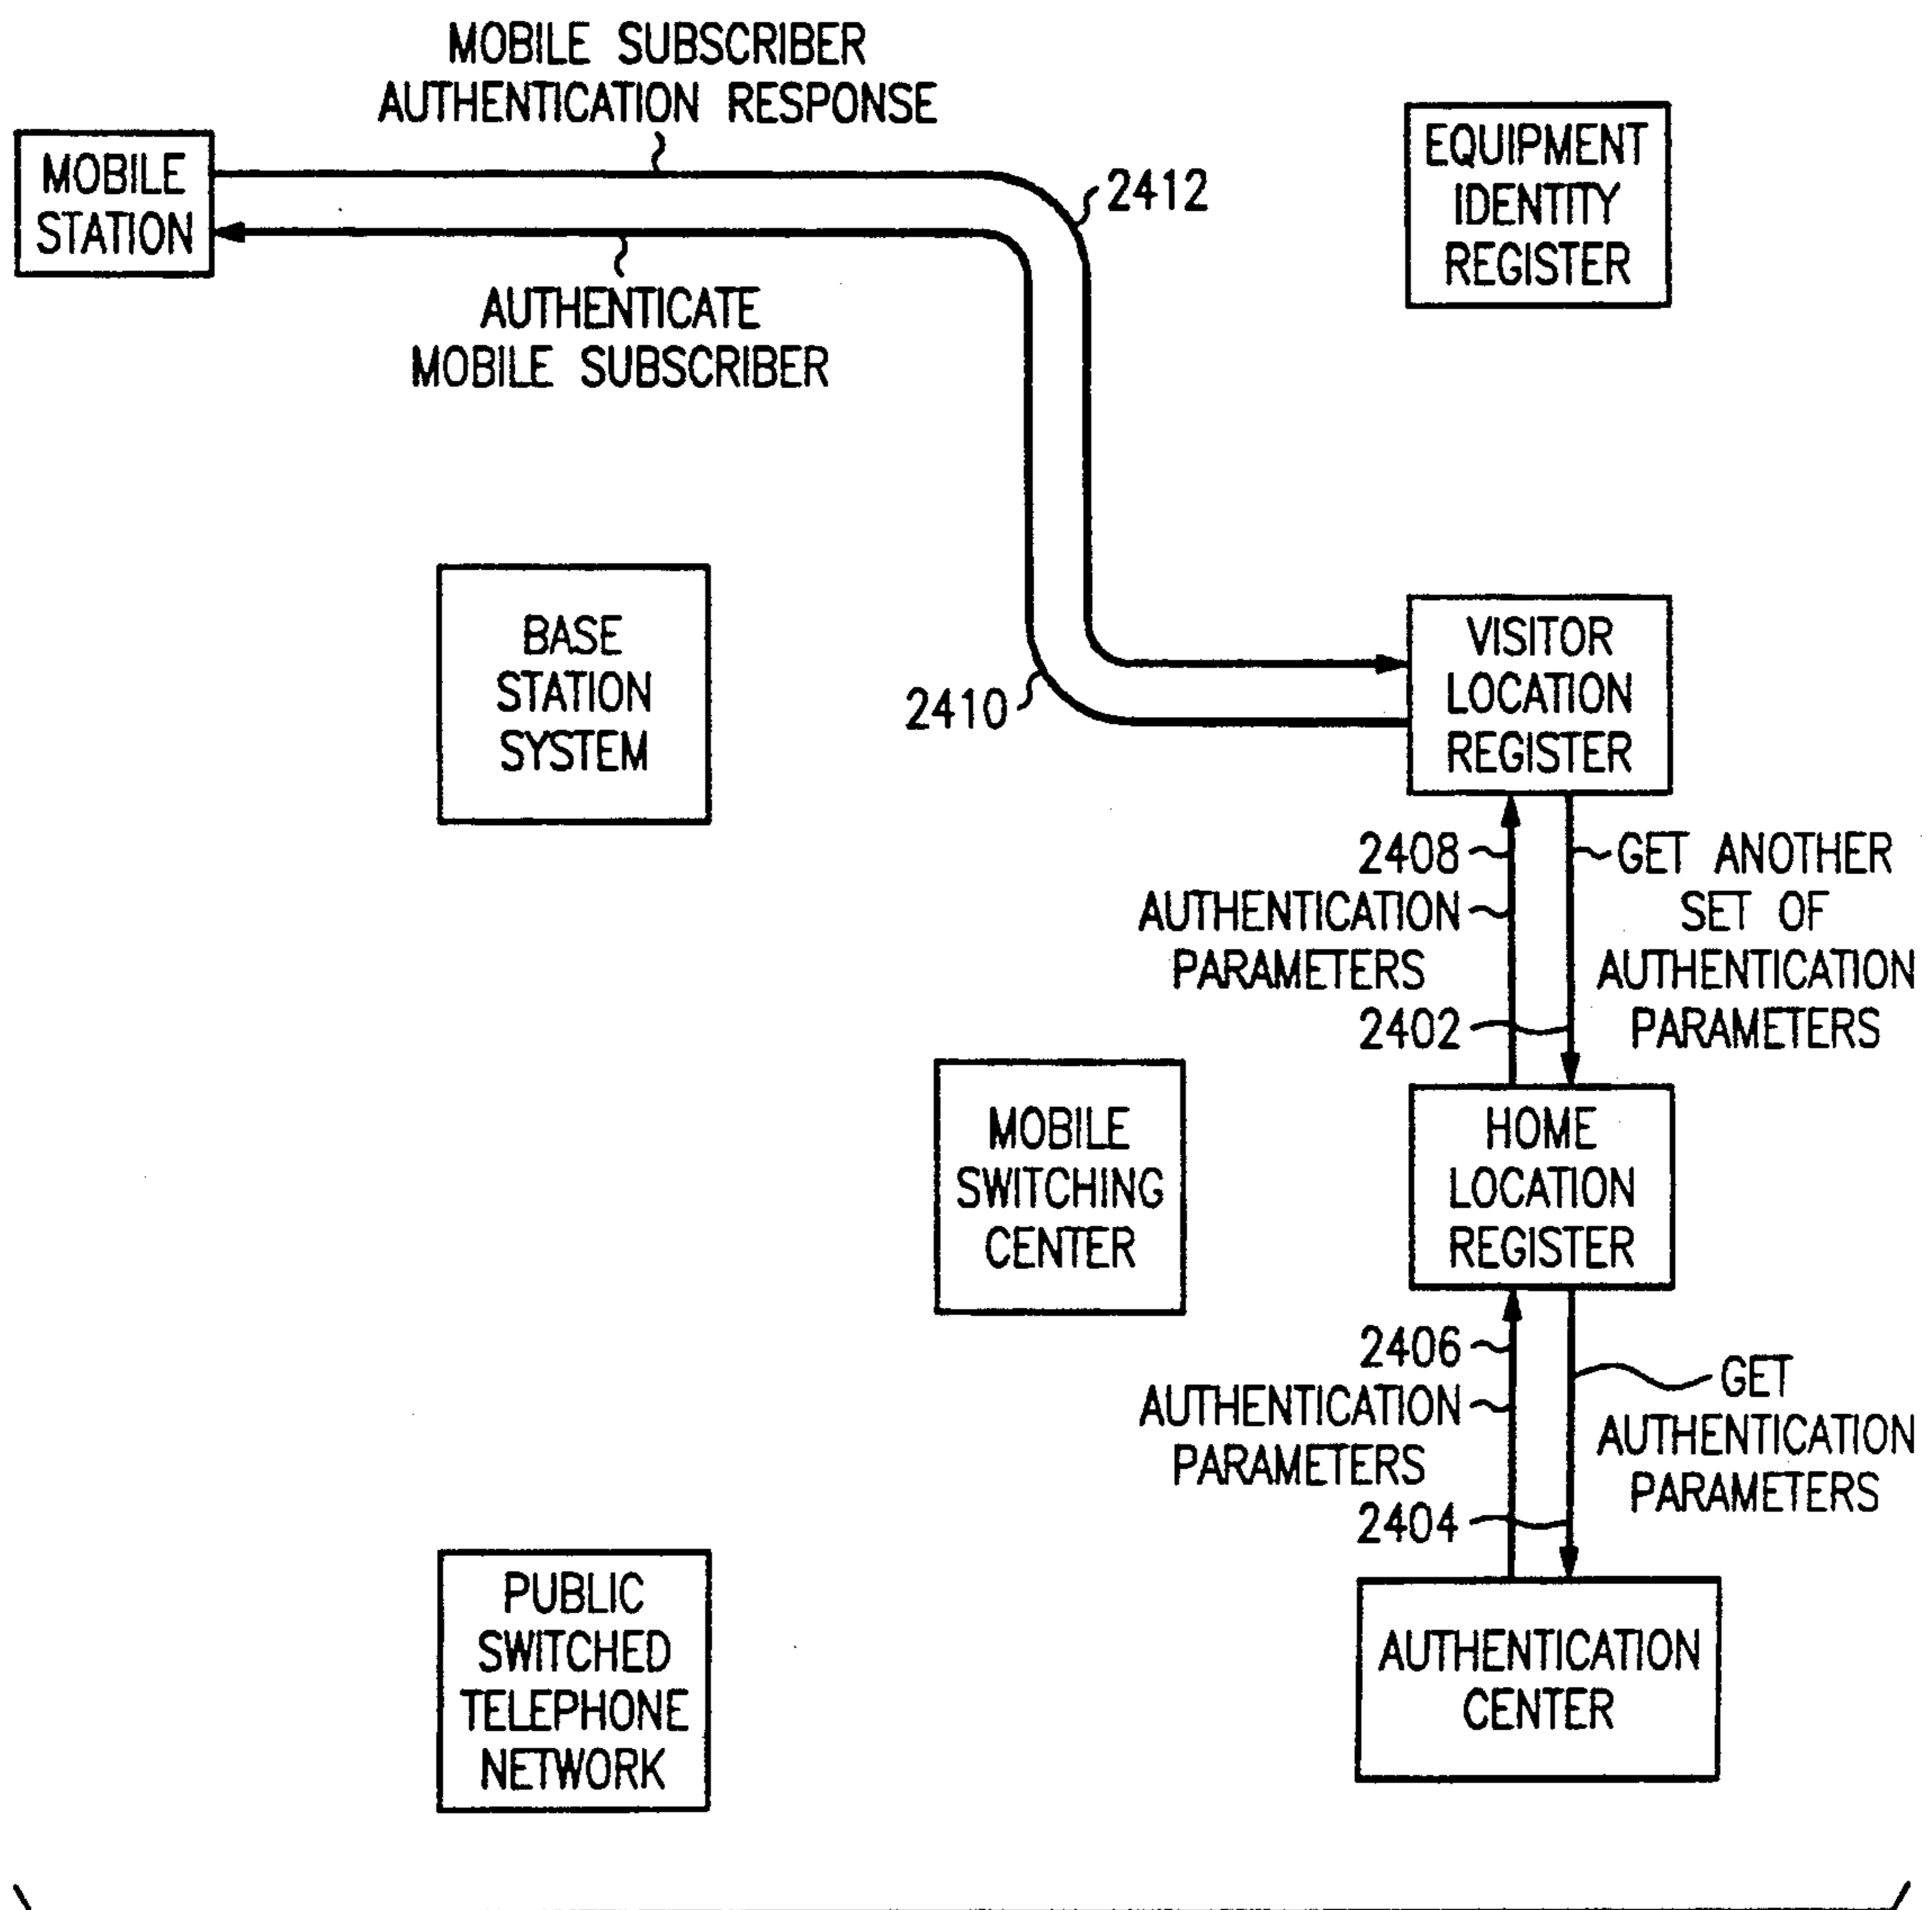 MOBILE SUBSCRIBER
AUTHENTICATION RESPONSE
MOBILE
STATION
2412
EQUIPMENT
IDENTITY
REGISTER
AUTHENTICATE
MOBILE SUBSCRIBER
BASE
STATION
SYSTEM
2410
VISITOR
LOCATION
REGISTER
2408
AUTHENTICATION
PARAMETERS
2402
GET ANOTHER
SET OF
AUTHENTICATION
PARAMETERS
MOBILE
SWITCHING
CENTER
HOME
LOCATION
REGISTER
2406
AUTHENTICATION
PARAMETERS
2404
GET
AUTHENTICATION
PARAMETERS
PUBLIC
SWITCHED
TELEPHONE
NETWORK
AUTHENTICATION
CENTER